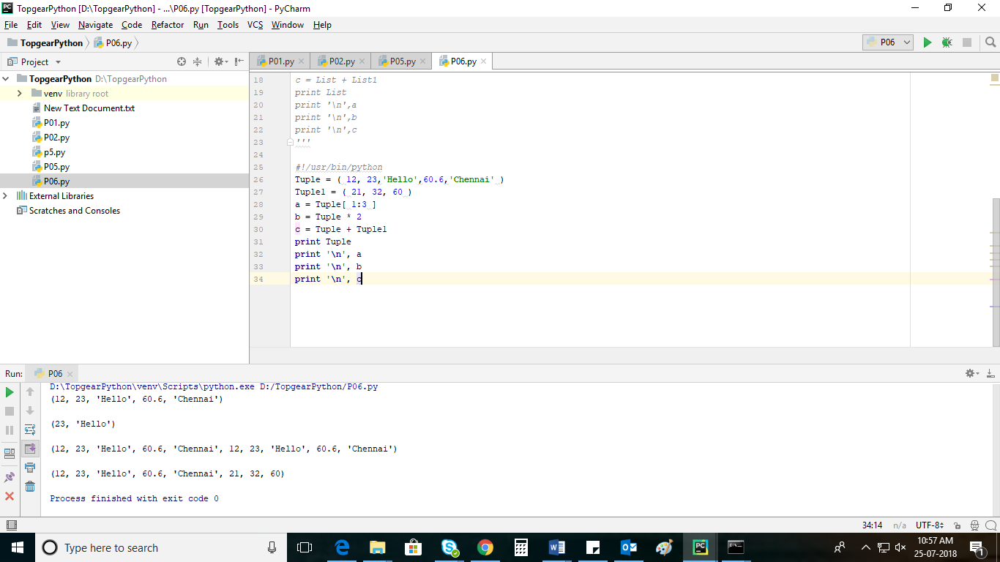 TopgearPython [D:\TopgearPython] - ...\P06.py [TopgearPython] - PyCharm
File Edit View Navigate Code Refactor Run Tools VCS Window Help
TopgearPython P06.py
P06
Project
P01.py P02.py P05.py P06.py
TopgearPython D:\TopgearPython
venv library root
New Text Document.txt
P01.py
P02.py
p5.py
P05.py
P06.py
External Libraries
Scratches and Consoles
18 c = List + List1
19 print List
20 print '\n',a
21 print '\n',b
22 print '\n',c
23 '''
24
25 #!/usr/bin/python
26 Tuple = ( 12, 23,'Hello',60.6,'Chennai' )
27 Tuple1 = ( 21, 32, 60 )
28 a = Tuple[ 1:3 ]
29 b = Tuple * 2
30 c = Tuple + Tuple1
31 print Tuple
32 print '\n', a
33 print '\n', b
34 print '\n', c
Run: P06
D:\TopgearPython\venv\Scripts\python.exe D:/TopgearPython/P06.py
(12, 23, 'Hello', 60.6, 'Chennai')
(23, 'Hello')
(12, 23, 'Hello', 60.6, 'Chennai', 12, 23, 'Hello', 60.6, 'Chennai')
(12, 23, 'Hello', 60.6, 'Chennai', 21, 32, 60)
Process finished with exit code 0
34:14 n/a UTF-8
Type here to search
10:57 AM
25-07-2018
1